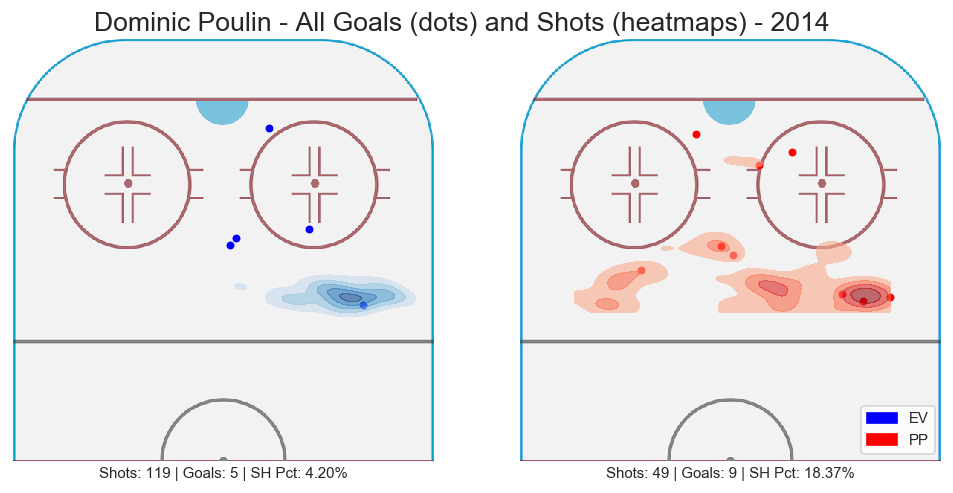 Dominic Poulin - All Goals (dots) and Shots (heatmaps) - 2014
EV
PP
Shots: 119 | Goals: 5 | SH Pct: 4.20%
Shots: 49 | Goals: 9 | SH Pct: 18.37%